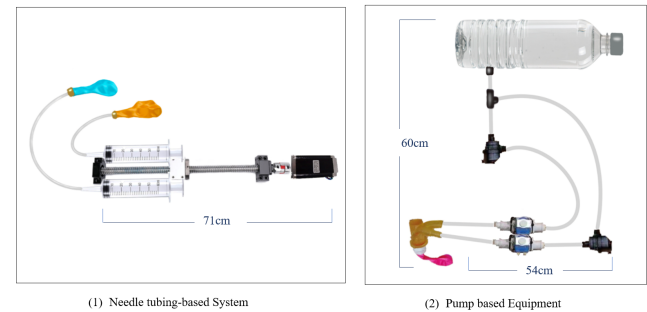 71cm
60cm
54cm
(1) Needle tubing-based System
(2) Pump based Equipment